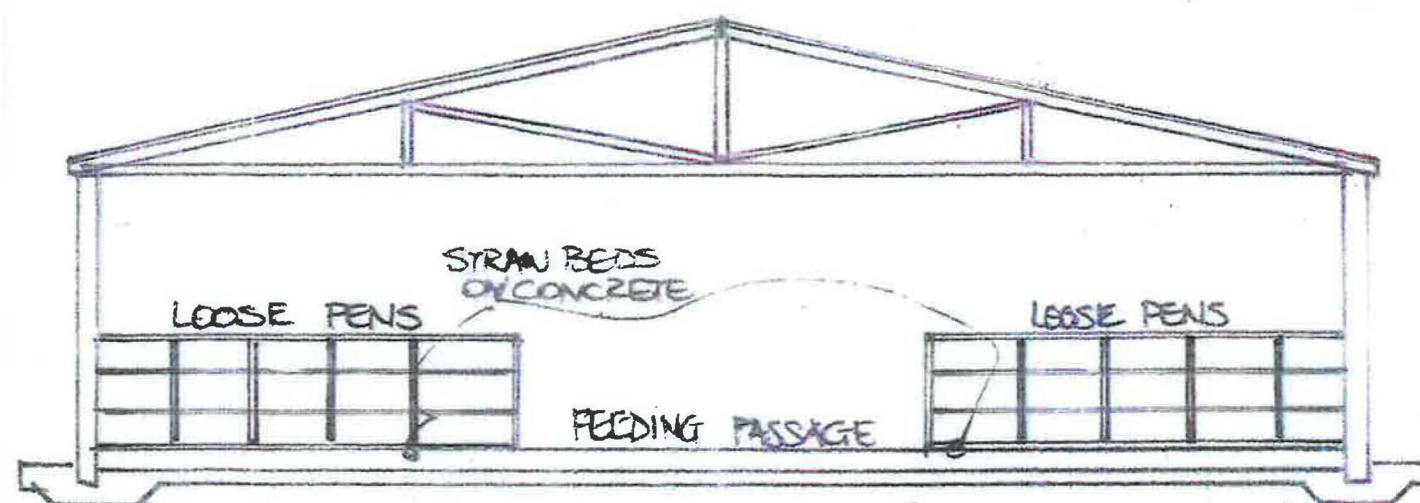 STRAW BEDS
ON CONCRETE
LOOSE PENS
LOOSE PENS
FEEDING PASSAGE